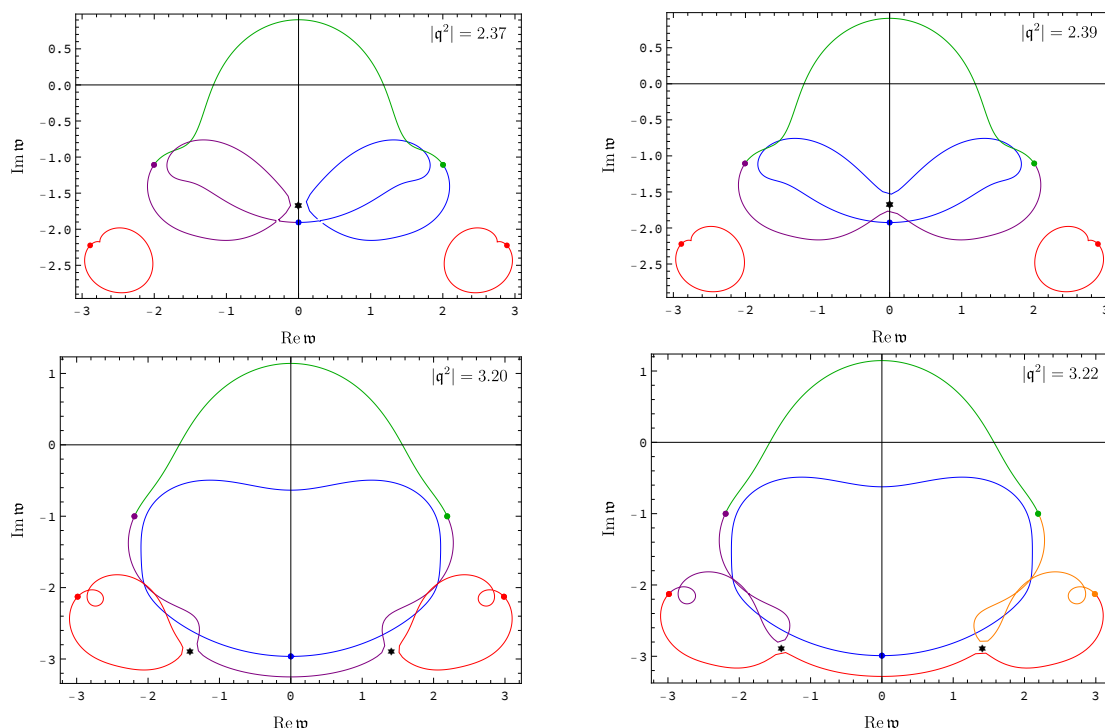 |𝔮²| = 2.37
0.5
0.0
−0.5
−1.0
−1.5
−2.0
−2.5
Im 𝔴
−3 −2 −1 0 1 2 3
Re 𝔴
|𝔮²| = 2.39
0.5
0.0
−0.5
−1.0
−1.5
−2.0
−2.5
Im 𝔴
−3 −2 −1 0 1 2 3
Re 𝔴
|𝔮²| = 3.20
1
0
−1
−2
−3
Im 𝔴
−3 −2 −1 0 1 2 3
Re 𝔴
|𝔮²| = 3.22
1
0
−1
−2
−3
Im 𝔴
−3 −2 −1 0 1 2 3
Re 𝔴